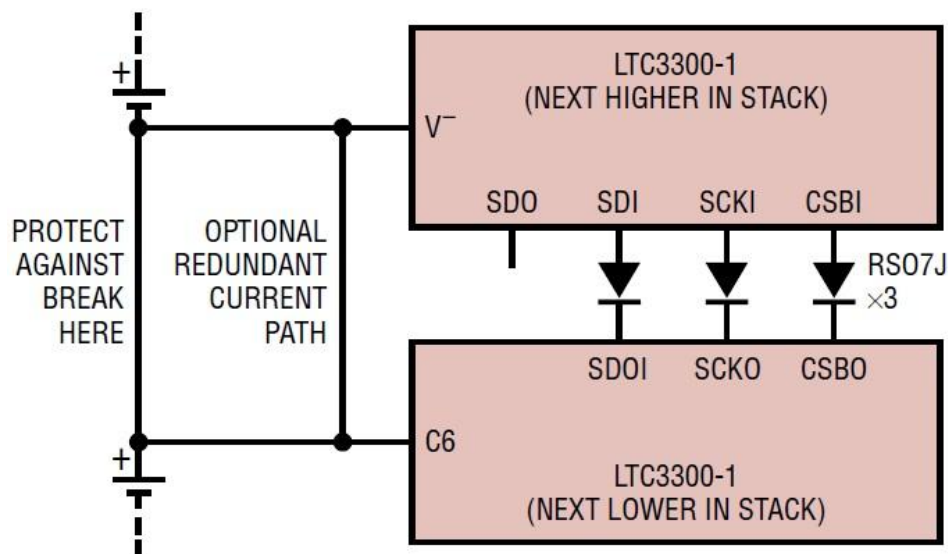 +
LTC3300-1
(NEXT HIGHER IN STACK)
V–
SDO SDI SCKI CSBI
PROTECT
AGAINST
BREAK
HERE
OPTIONAL
REDUNDANT
CURRENT
PATH
RS07J
×3
SDOI SCKO CSBO
+
C6
LTC3300-1
(NEXT LOWER IN STACK)